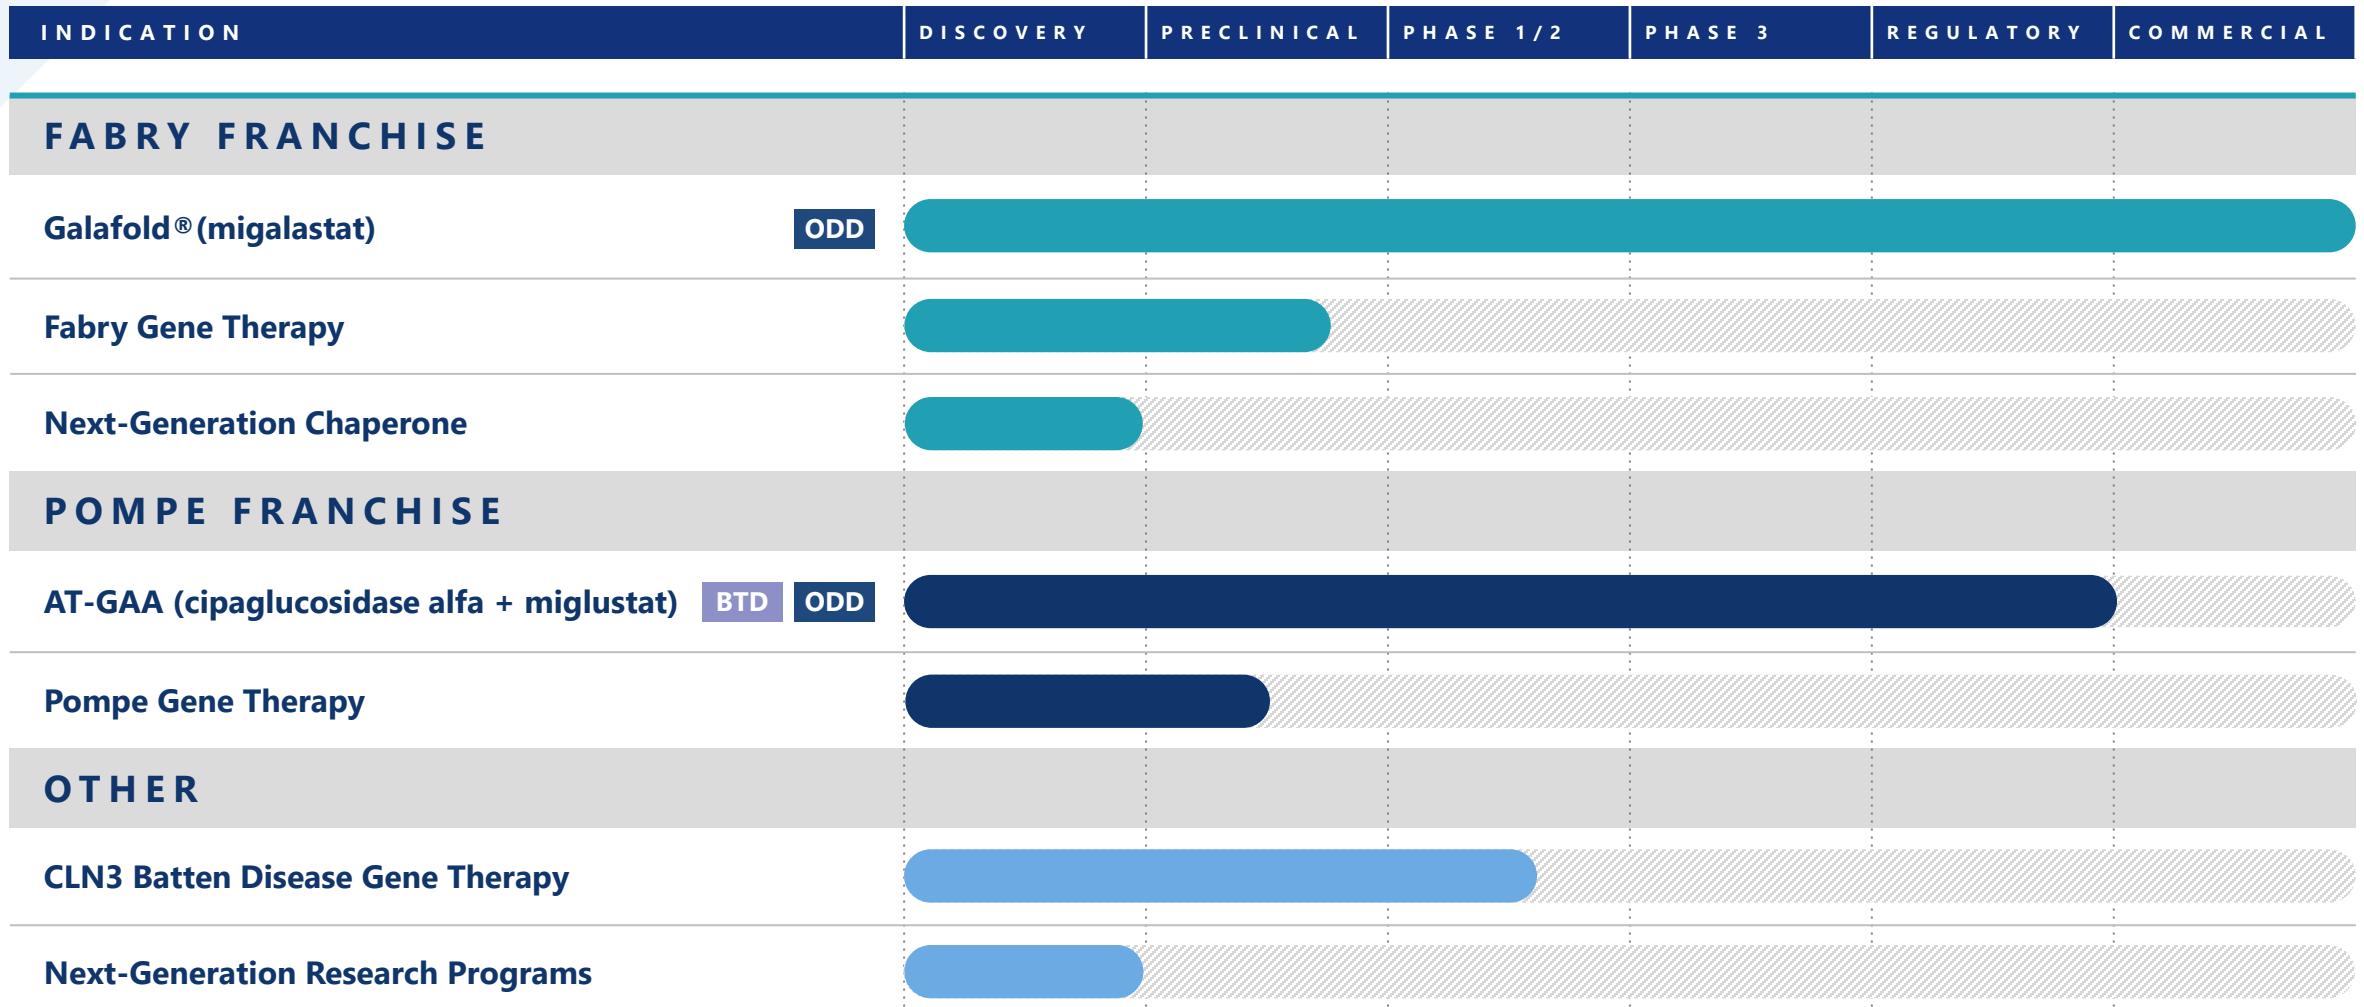 INDICATION DISCOVERY PRECLINICAL PHASE 1/2 PHASE 3 REGULATORY COMMERCIAL
FABRY FRANCHISE
Galafold® (migalastat) ODD
Fabry Gene Therapy
Next-Generation Chaperone
POMPE FRANCHISE
AT-GAA (cipaglucosidase alfa + miglustat) BTD ODD
Pompe Gene Therapy
OTHER
CLN3 Batten Disease Gene Therapy
Next-Generation Research Programs